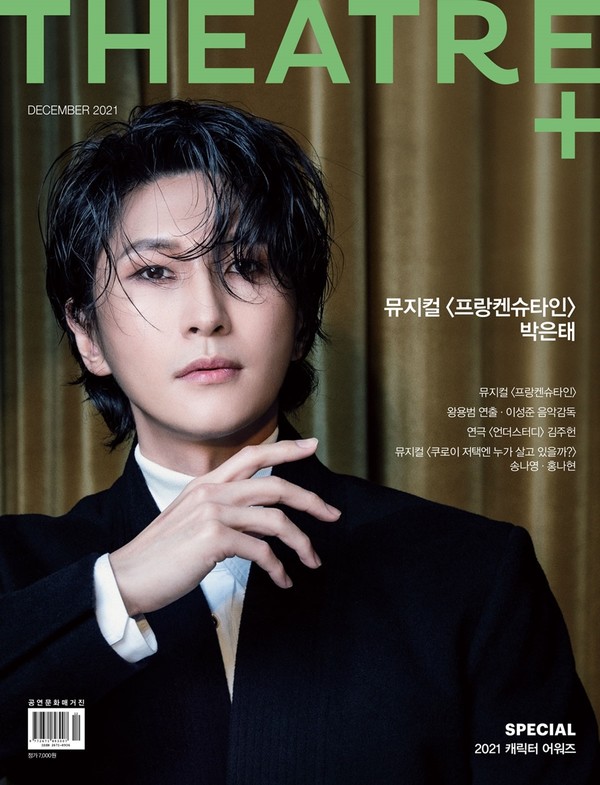 THEATRE
+
DECEMBER 2021
뮤지컬 〈프랑켄슈타인〉
박은태
뮤지컬 〈프랑켄슈타인〉
왕용범 연출 · 이성준 음악감독
연극 〈언더스터디〉 김주헌
뮤지컬 〈쿠로이 저택엔 누가 살고 있을까?〉
송나영 · 홍나현
공연문화매거진
정가 7,000원
SPECIAL
2021 캐릭터 어워즈